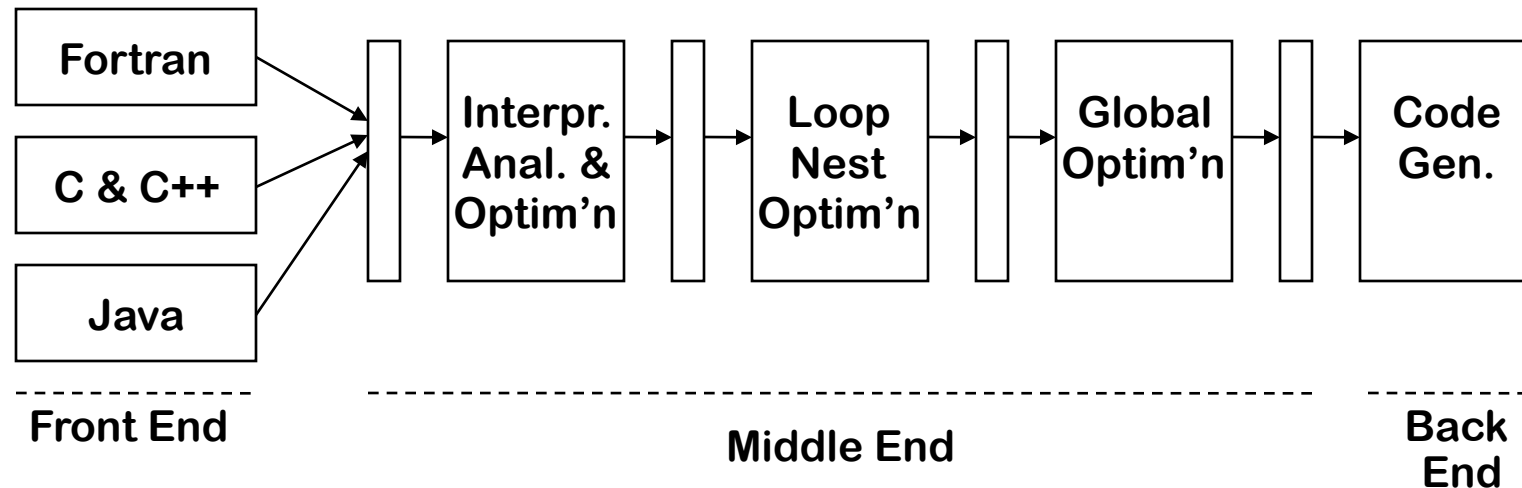 Fortran
C & C++
Java
Interpr.
Anal. &
Optim’n
Loop
Nest
Optim’n
Global
Optim’n
Code
Gen.
Front End
Middle End
Back
End